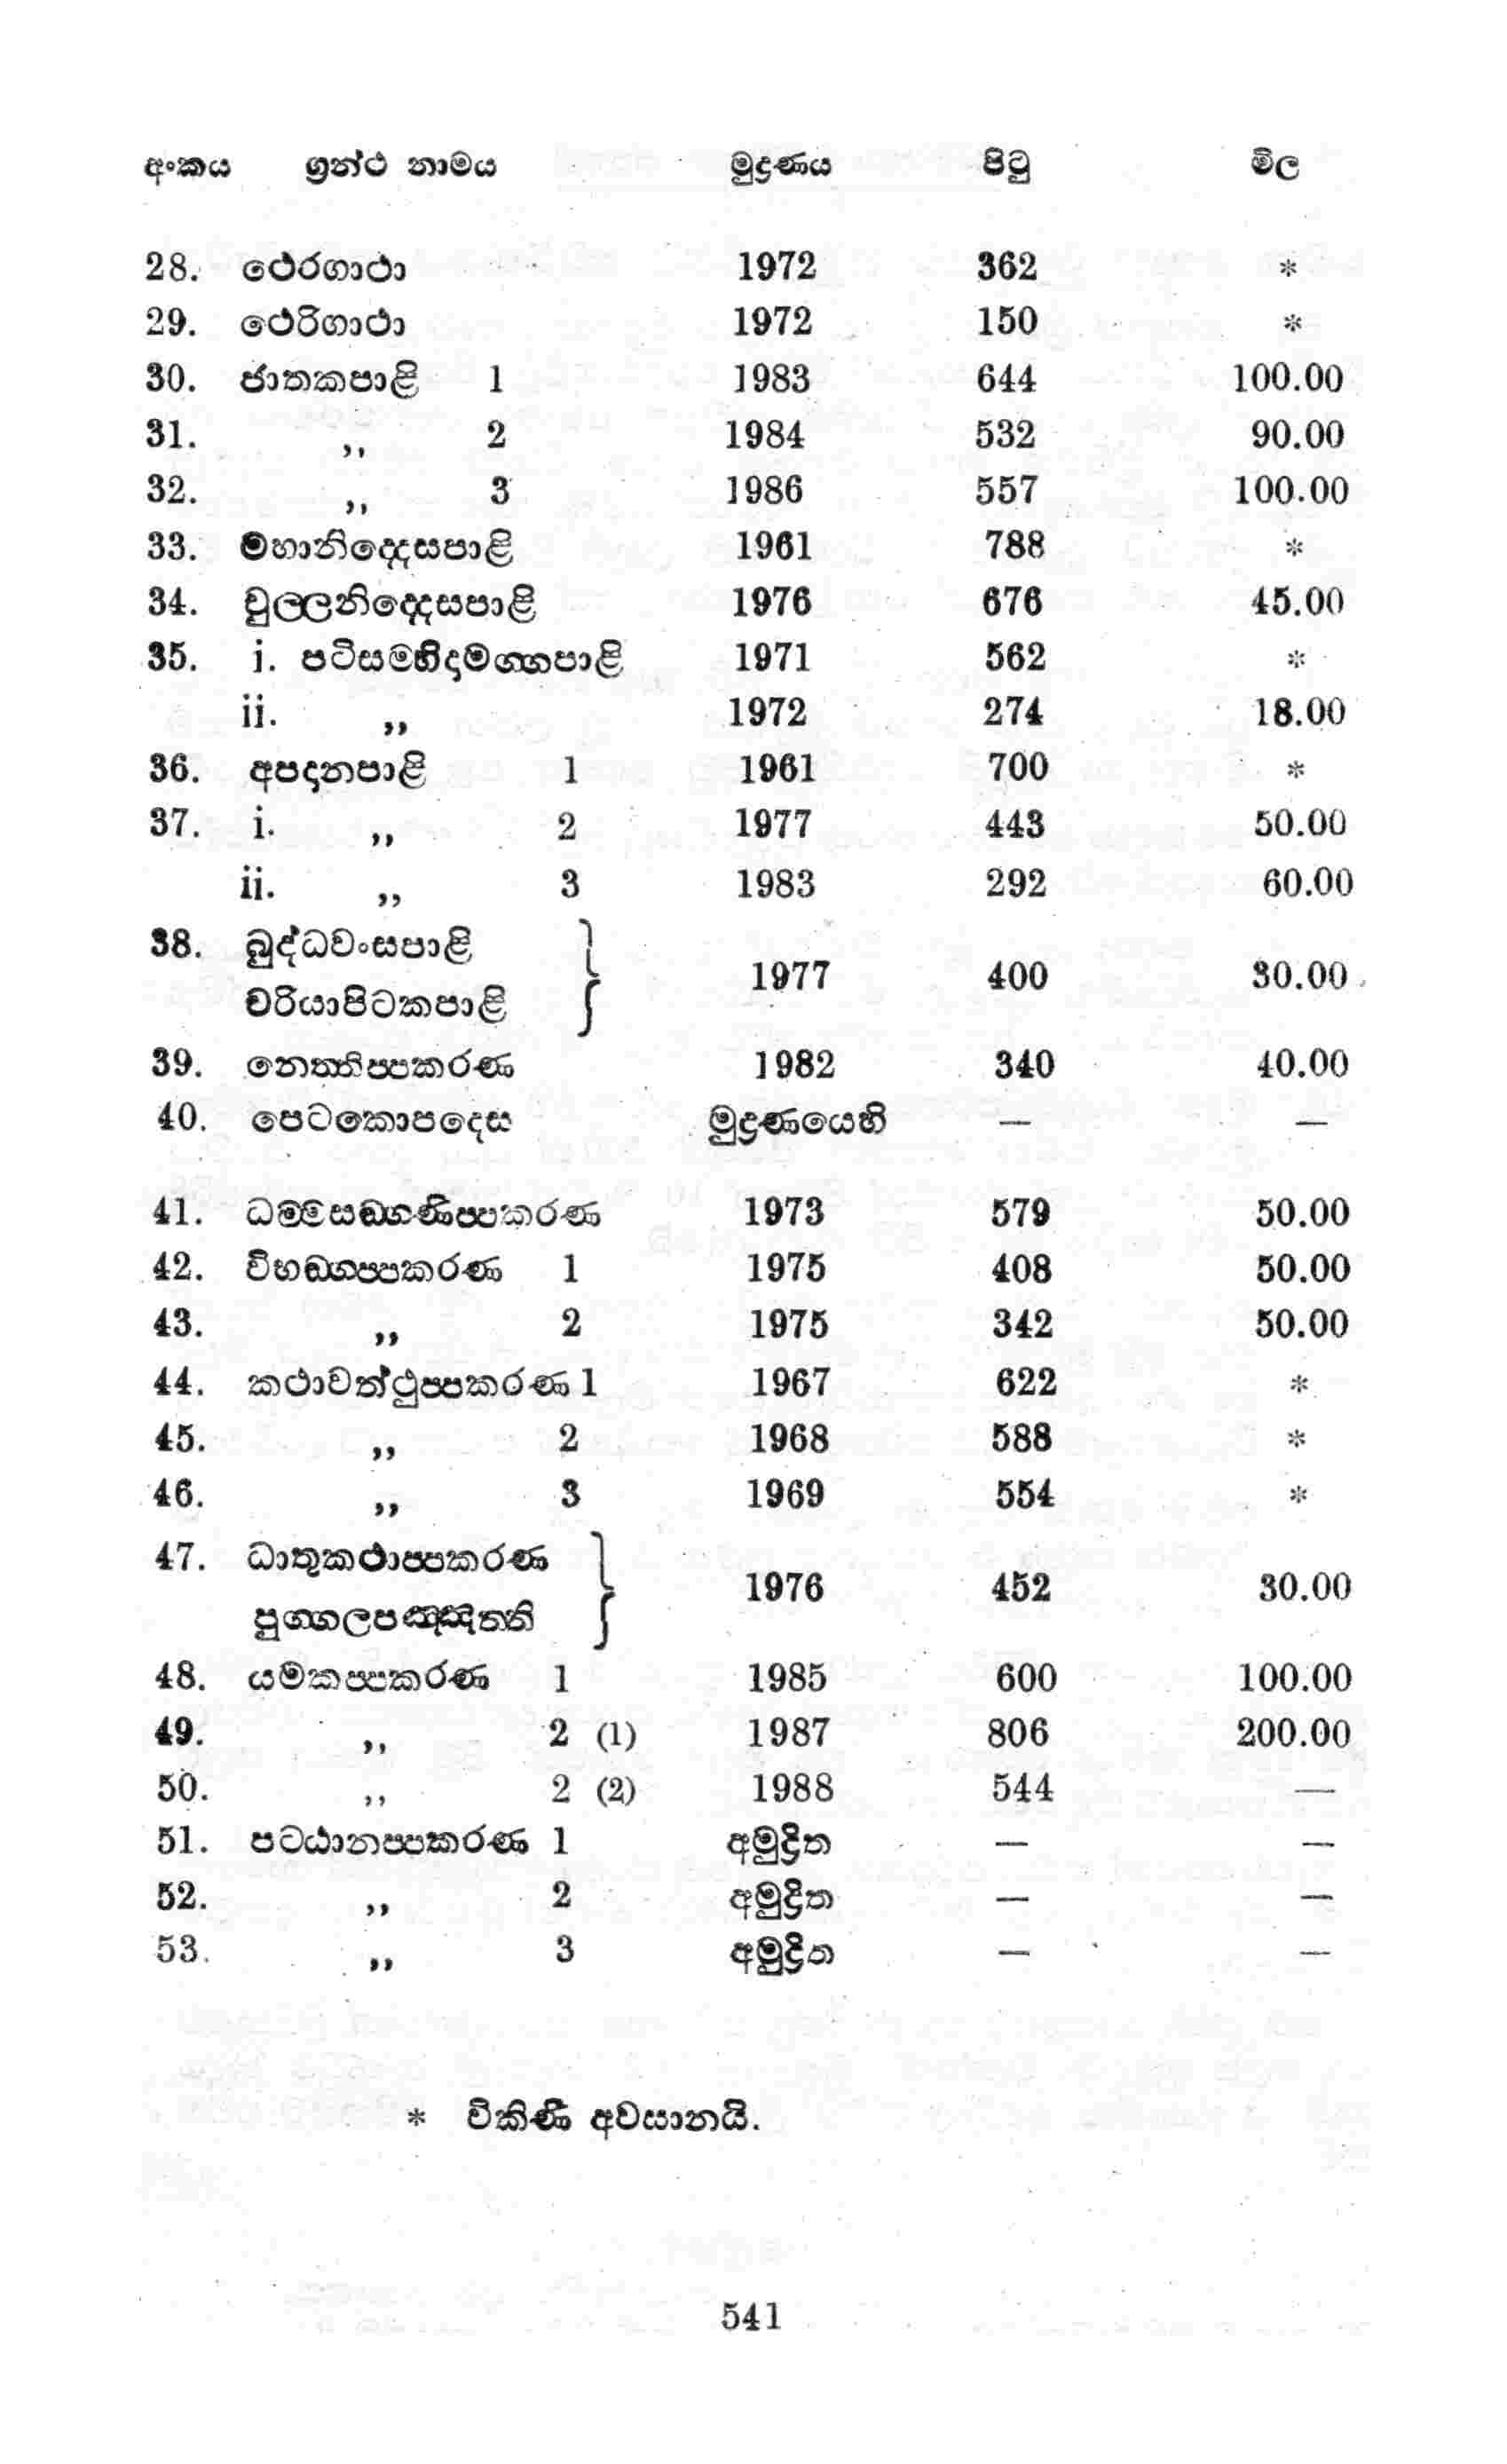 අංකය ග්‍රන්ථ නාමය මුද්‍රණය පිටු මිල
28. ථෙරගාථා 1972 362 *
29. ථෙරිගාථා 1972 150 *
30. ජාතකපාළි 1 1983 644 100.00
31. ,, 2 1984 532 90.00
32. ,, 3 1986 557 100.00
33. මහානිද්‍දෙසපාළි 1961 788 *
34. චුල‍්ලනිද්‍දෙසපාළි 1976 676 45.00
35. i. පටිසම‍්භිදාමග‍්ගපාළි 1971 562 *
ii. ,, 1972 274 18.00
36. අපදානපාළි 1 1961 700 *
37. i. ,, 2 1977 443 50.00
ii. ,, 3 1983 292 60.00
38. බුද්ධවංසපාළි
චරියාපිටකපාළි } 1977 400 30.00
39. නෙත‍්තිප‍්පකරණ 1982 340 40.00
40. පෙටකොපදෙස මුද්‍රණයෙහි — —
41. ධම‍්මසඞ‍්ගණිප‍්පකරණ 1973 579 50.00
42. විභඞ‍්ගප‍්පකරණ 1 1975 408 50.00
43. ,, 2 1975 342 50.00
44. කථාවත්ථුප‍්පකරණ 1 1967 622 *
45. ,, 2 1968 588 *
46. ,, 3 1969 554 *
47. ධාතුකථාප‍්පකරණ
පුග‍්ගලපඤ‍්ඤත‍්ති } 1976 452 30.00
48. යමකප‍්පකරණ 1 1985 600 100.00
49. ,, 2 (1) 1987 806 200.00
50. ,, 2 (2) 1988 544 —
51. පට‍්ඨානප‍්පකරණ 1 අමුද්‍රිත — —
52. ,, 2 අමුද්‍රිත — —
53. ,, 3 අමුද්‍රිත — —
* විකිණී අවසානයි.
541